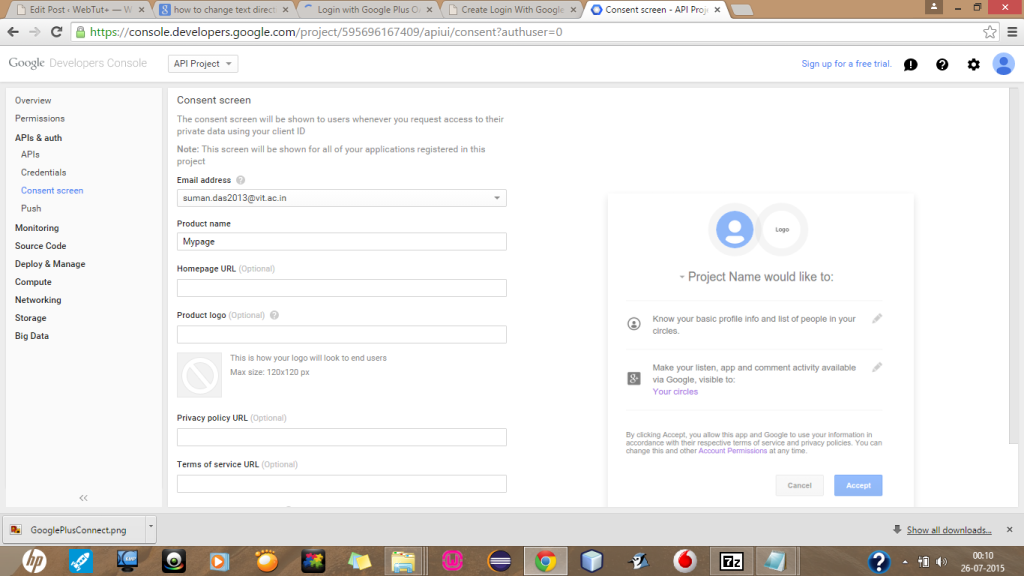 Edit Post ‹ WebTut+ — W
how to change text direct
Login with Google Plus O
Create Login With Google
Consent screen - API Proj
https://console.developers.google.com/project/595696167409/apiui/consent?authuser=0
Google Developers Console
API Project
Sign up for a free trial.
Overview
Permissions
APIs & auth
APIs
Credentials
Consent screen
Push
Monitoring
Source Code
Deploy & Manage
Compute
Networking
Storage
Big Data
Consent screen
The consent screen will be shown to users whenever you request access to their
private data using your client ID
Note: This screen will be shown for all of your applications registered in this
project
Email address
suman.das2013@vit.ac.in
Product name
Mypage
Homepage URL (Optional)
Product logo (Optional)
This is how your logo will look to end users
Max size: 120x120 px
Privacy policy URL (Optional)
Terms of service URL (Optional)
Logo
Project Name would like to:
Know your basic profile info and list of people in your
circles.
Make your listen, app and comment activity available
via Google, visible to:
Your circles
By clicking Accept, you allow this app and Google to use your information in
accordance with their respective terms of service and privacy policies. You can
change this and other Account Permissions at any time.
Cancel
Accept
GooglePlusConnect.png
Show all downloads...
00:10
26-07-2015